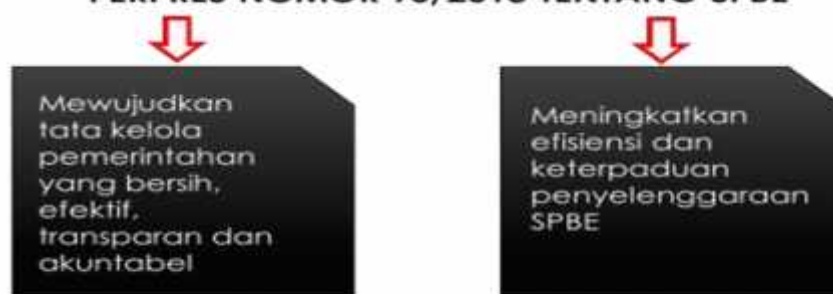 Mewujudkan
tata kelola
pemerintahan
yang bersih,
efektif,
transparan dan
akuntabel
Meningkatkan
efisiensi dan
keterpaduan
penyelenggaraan
SPBE